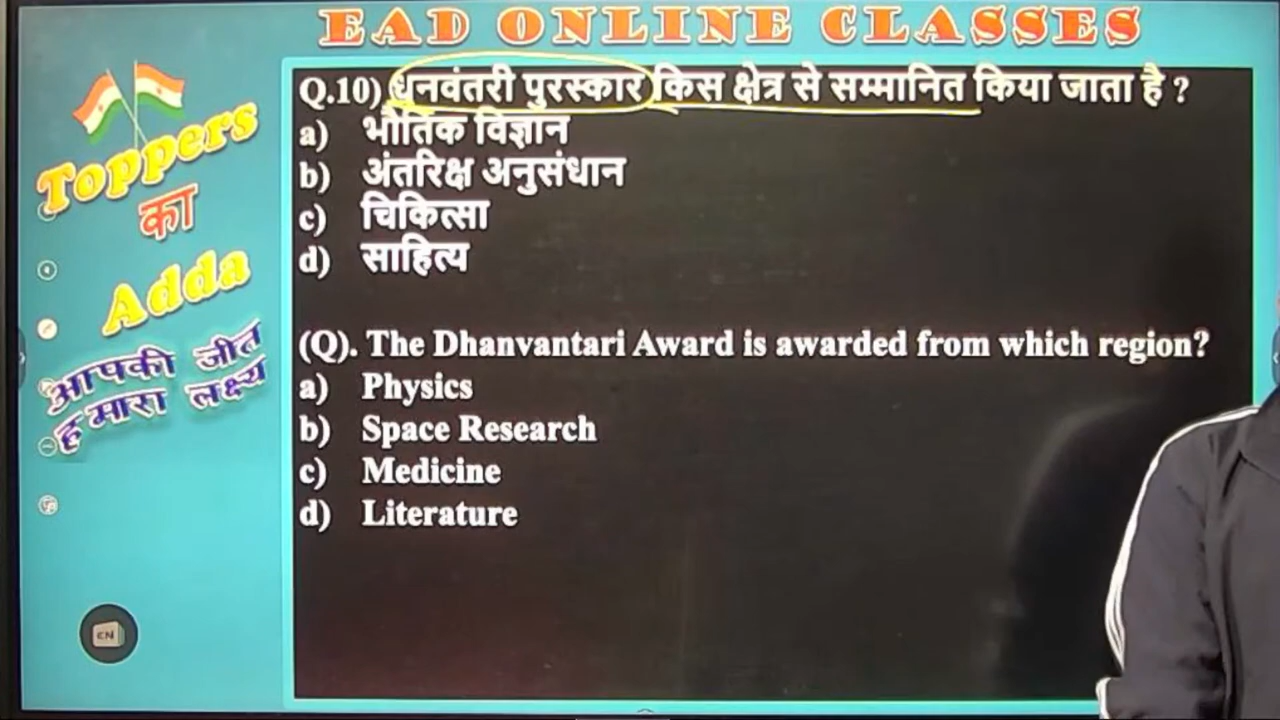 EAD ONLINE CLASSES
Toppers
का
Adda
आपकी जीत
हमारा लक्ष्य
Q.10) धनवंतरी पुरस्कार किस क्षेत्र से सम्मानित किया जाता है ?
a) भौतिक विज्ञान
b) अंतरिक्ष अनुसंधान
c) चिकित्सा
d) साहित्य
(Q). The Dhanvantari Award is awarded from which region?
a) Physics
b) Space Research
c) Medicine
d) Literature
EN